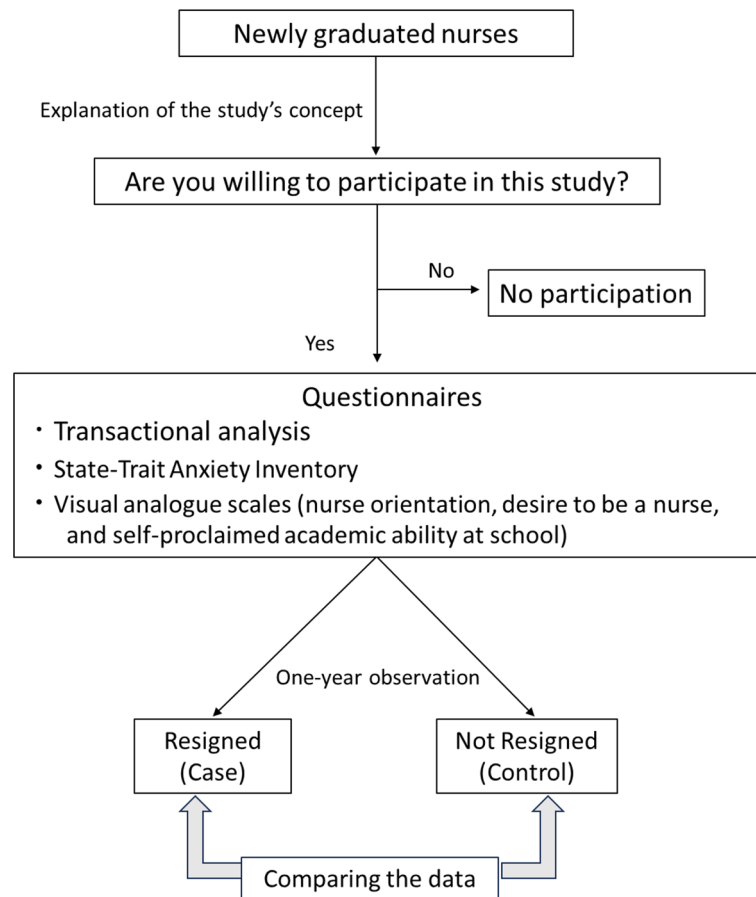 Newly graduated nurses
Explanation of the study’s concept
Are you willing to participate in this study?
No
No participation
Yes
Questionnaires
・Transactional analysis
・State-Trait Anxiety Inventory
・Visual analogue scales (nurse orientation, desire to be a nurse,
and self-proclaimed academic ability at school)
One-year observation
Resigned
(Case)
Not Resigned
(Control)
Comparing the data